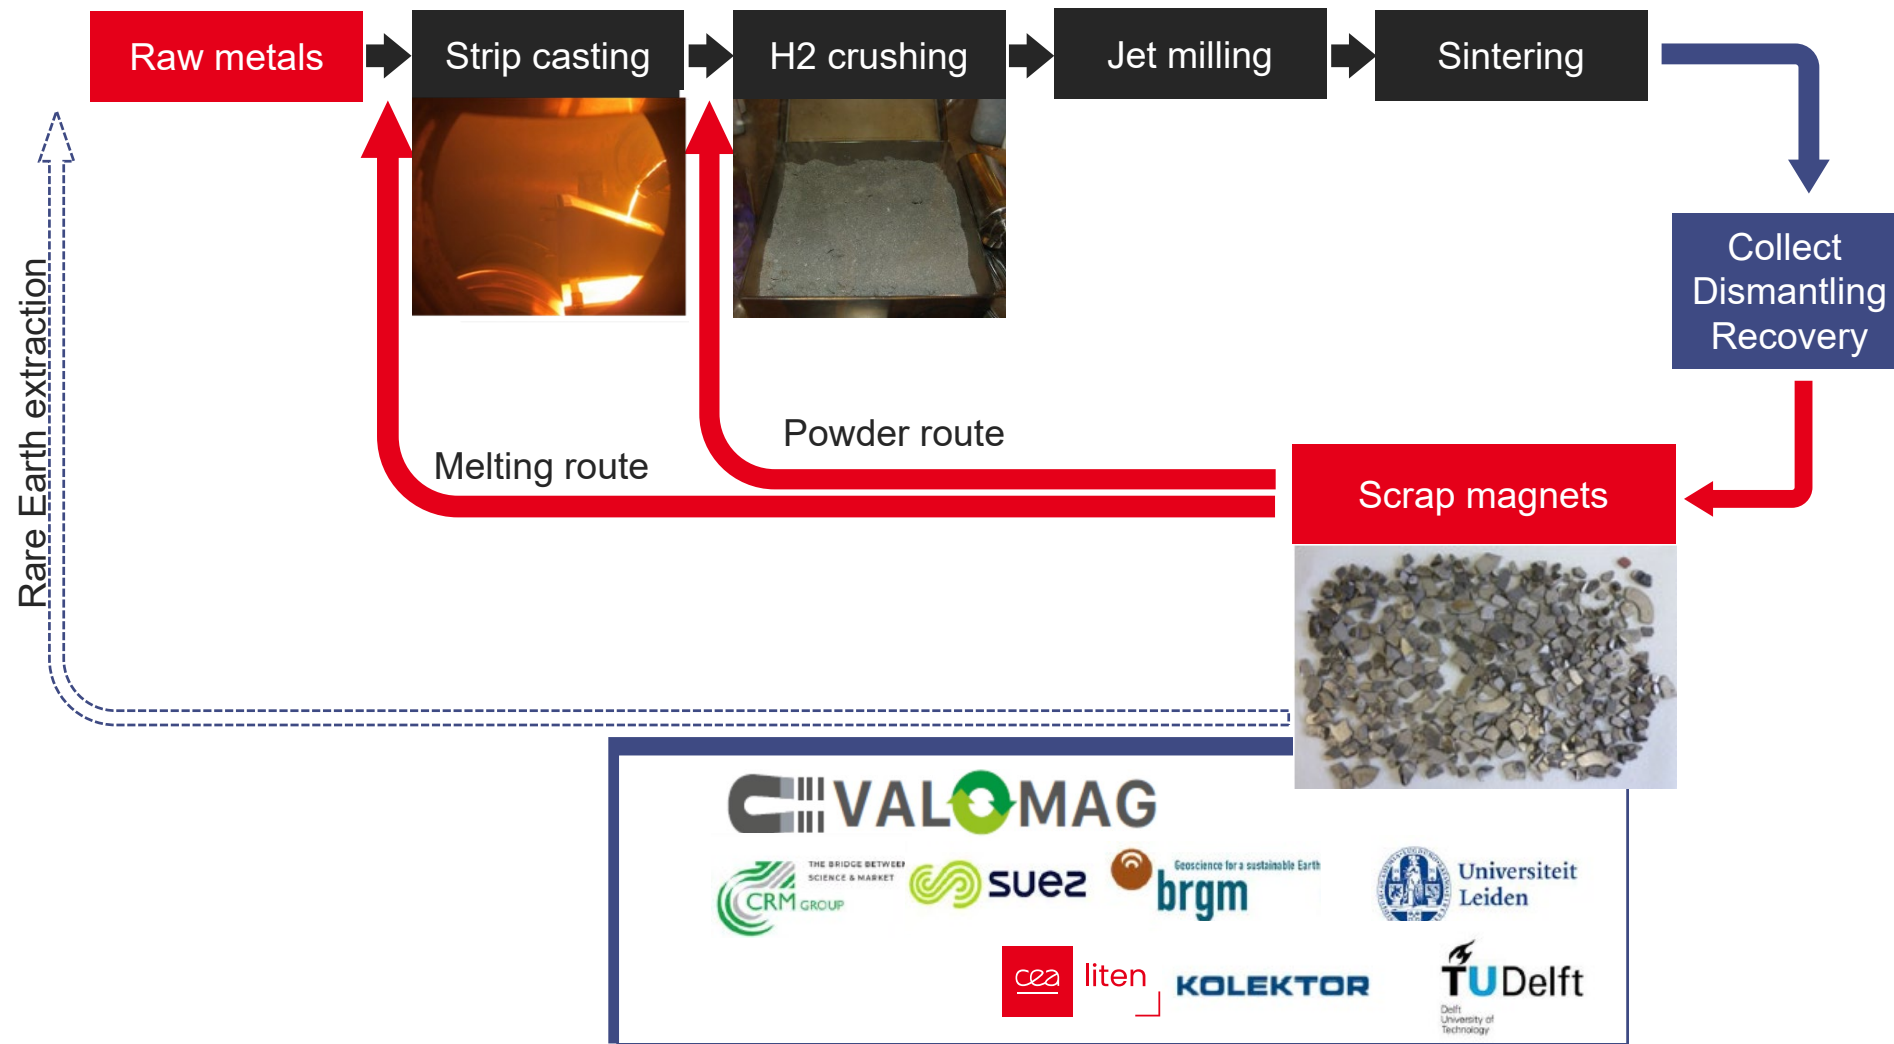 Raw metals
Strip casting
H2 crushing
Jet milling
Sintering
Collect
Dismantling
Recovery
Rare Earth extraction
Powder route
Melting route
Scrap magnets
VALOMAG
THE BRIDGE BETWEEN
SCIENCE & MARKET
CRM GROUP
suez
Geoscience for a sustainable Earth
brgm
Universiteit
Leiden
cea
liten
KOLEKTOR
TU Delft
Delft
University of
Technology